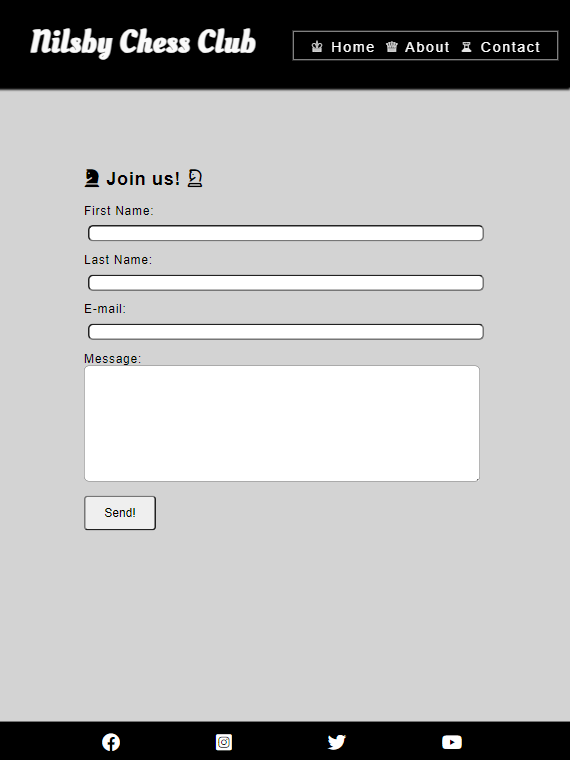 Nilsby Chess Club
♔ Home ♛ About ♖ Contact
♞ Join us! ♘
First Name:
Last Name:
E-mail:
Message:
Send!